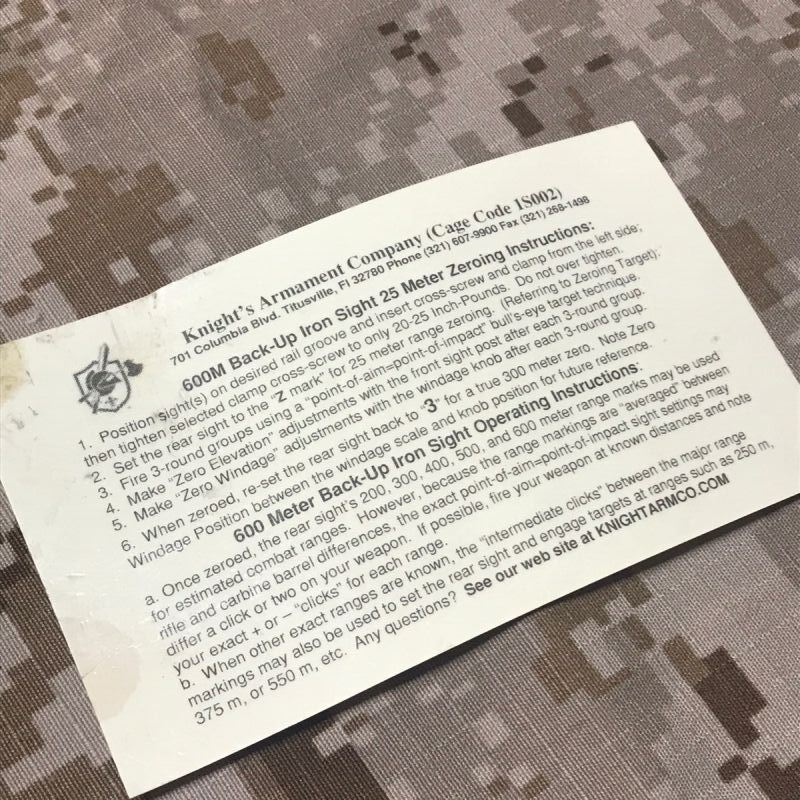 Knight's Armament Company (Cage Code 1S002)
701 Columbia Blvd. Titusville, Fl 32780 Phone (321) 607-9900 Fax (321) 268-1498
600M Back-Up Iron Sight 25 Meter Zeroing Instructions:
1. Position sight(s) on desired rail groove and insert cross-screw and clamp from the left side;
then tighten selected clamp cross-screw to only 20-25 Inch-Pounds. Do not over tighten.
2. Set the rear sight to the "Z mark" for 25 meter range zeroing. (Referring to Zeroing Target):
3. Fire 3-round groups using a "point-of-aim=point-of-impact" bull's-eye target technique.
4. Make "Zero Elevation" adjustments with the front sight post after each 3-round group.
5. Make "Zero Windage" adjustments with the windage knob after each 3-round group.
6. When zeroed, re-set the rear sight back to "3" for a true 300 meter zero. Note Zero
Windage Position between the windage scale and knob position for future reference.
600 Meter Back-Up Iron Sight Operating Instructions:
a. Once zeroed, the rear sight's 200, 300, 400, 500, and 600 meter range marks may be used
for estimated combat ranges. However, because the range markings are "averaged" between
rifle and carbine barrel differences, the exact point-of-aim=point-of-impact sight settings may
differ a click or two on your weapon. If possible, fire your weapon at known distances and note
your exact + or – "clicks" for each range.
b. When other exact ranges are known, the "intermediate clicks" between the major range
markings may also be used to set the rear sight and engage targets at ranges such as 250 m,
375 m, or 550 m, etc. Any questions? See our web site at KNIGHTARMCO.COM